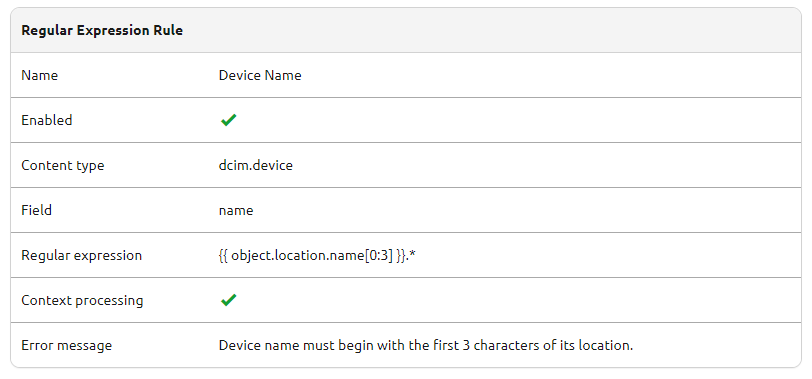 Regular Expression Rule
Name Device Name
Enabled
Content type dcim.device
Field name
Regular expression {{ object.location.name[0:3] }}.*
Context processing
Error message Device name must begin with the first 3 characters of its location.